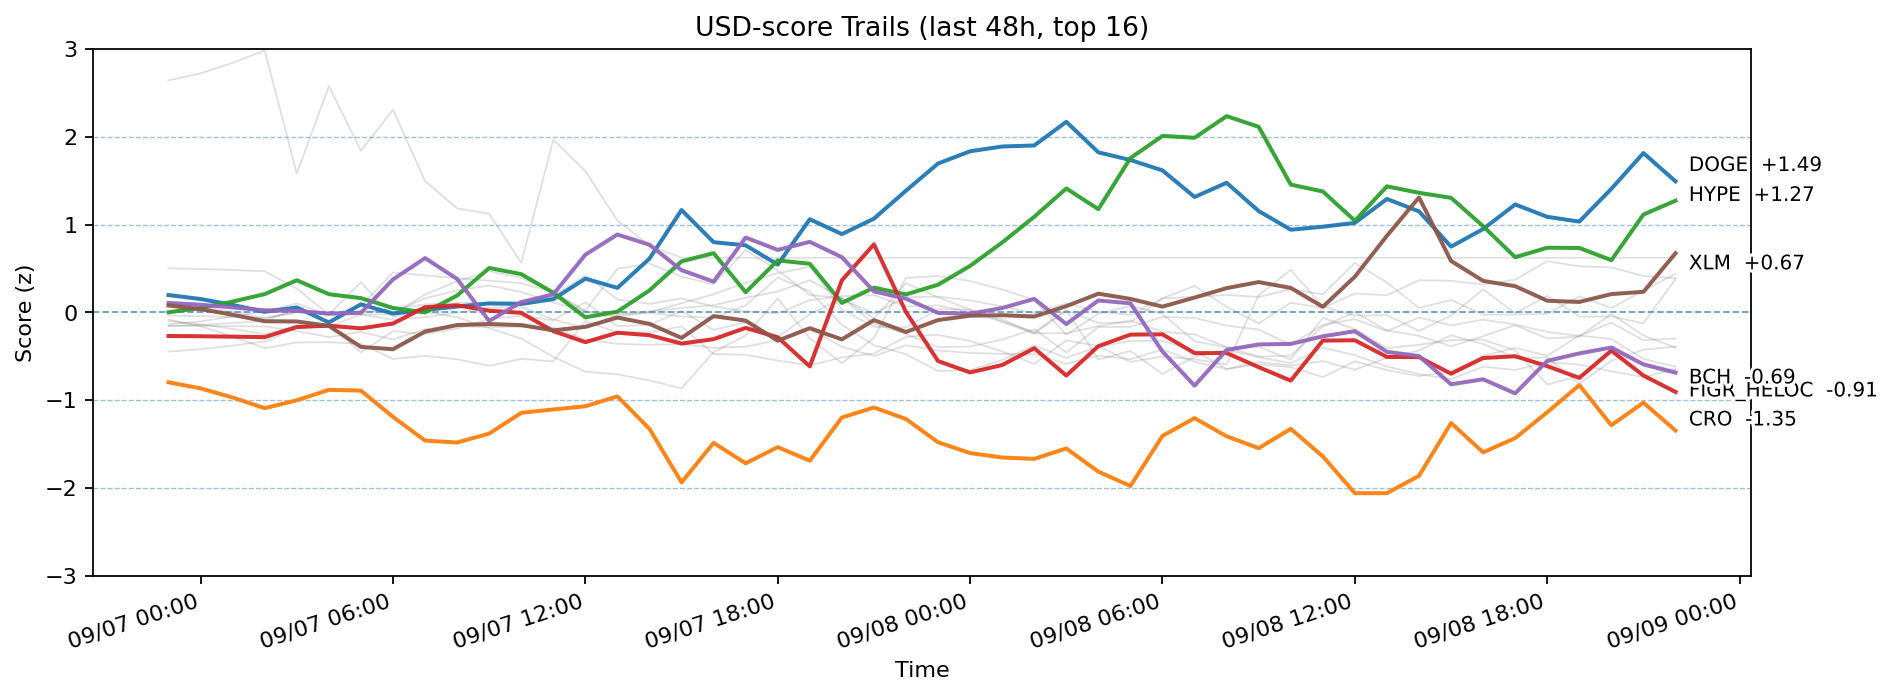 USD-score Trails (last 48h, top 16)
Score (z)
3
2
1
0
−1
−2
−3
DOGE +1.49
HYPE +1.27
XLM +0.67
BCH -0.69
FIGR_HELOC -0.91
CRO -1.35
09/07 00:00
09/07 06:00
09/07 12:00
09/07 18:00
09/08 00:00
09/08 06:00
09/08 12:00
09/08 18:00
09/09 00:00
Time